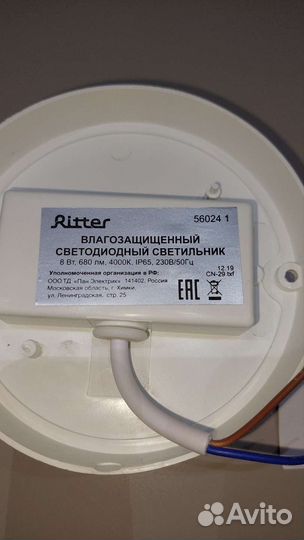 Ritter
56024 1
ВЛАГОЗАЩИЩЕННЫЙ
СВЕТОДИОДНЫЙ СВЕТИЛЬНИК
8 Вт, 680 лм, 4000К, IP65, 230В/50Гц
Уполномоченная организация в РФ:
ООО ТД «Пан Электрик», 141402, Россия
Московская область, г. Химки,
ул. Ленинградская, стр. 25
12.19
CN-29.txf
EAC
Avito